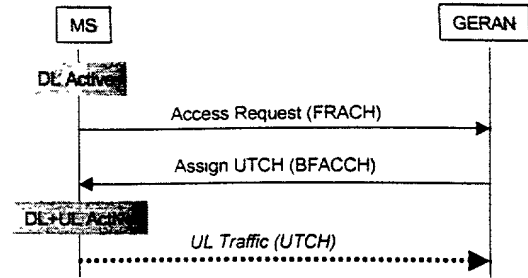 MS
GERAN
DL Active
Access Request (FRACH)
Assign UTCH (BFACCH)
DL+UL Active
UL Traffic (UTCH)